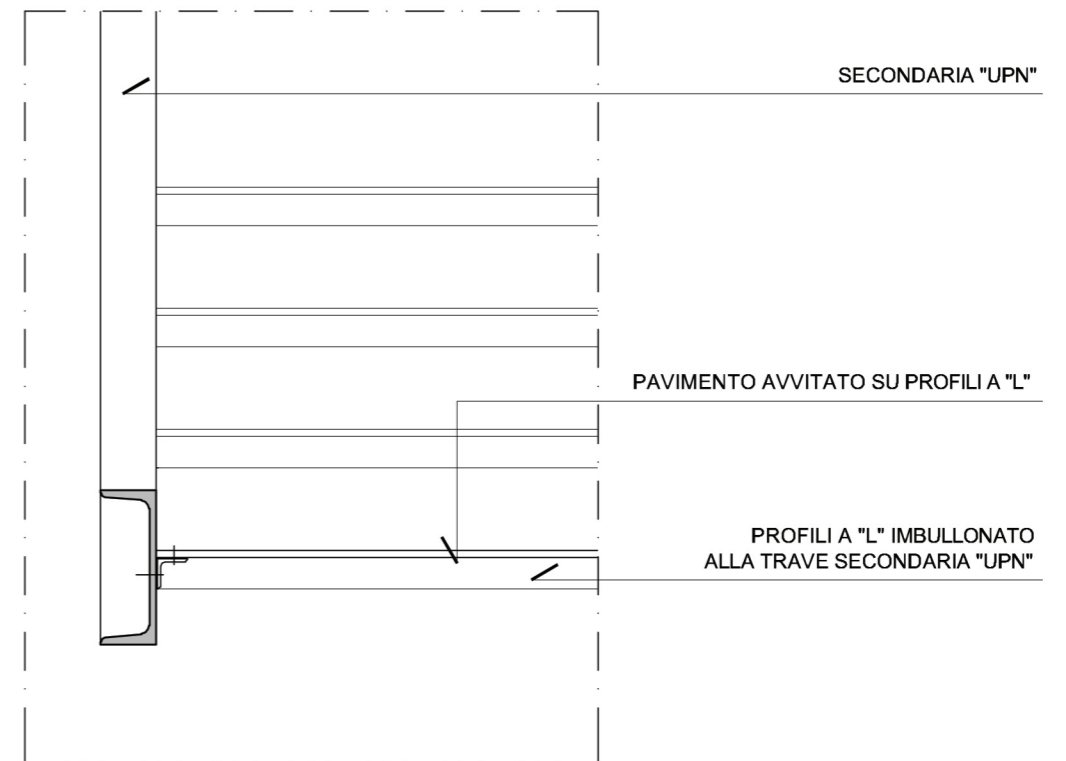 SECONDARIA "UPN"
PAVIMENTO AVVITATO SU PROFILI A "L"
PROFILI A "L" IMBULLONATO
ALLA TRAVE SECONDARIA "UPN"